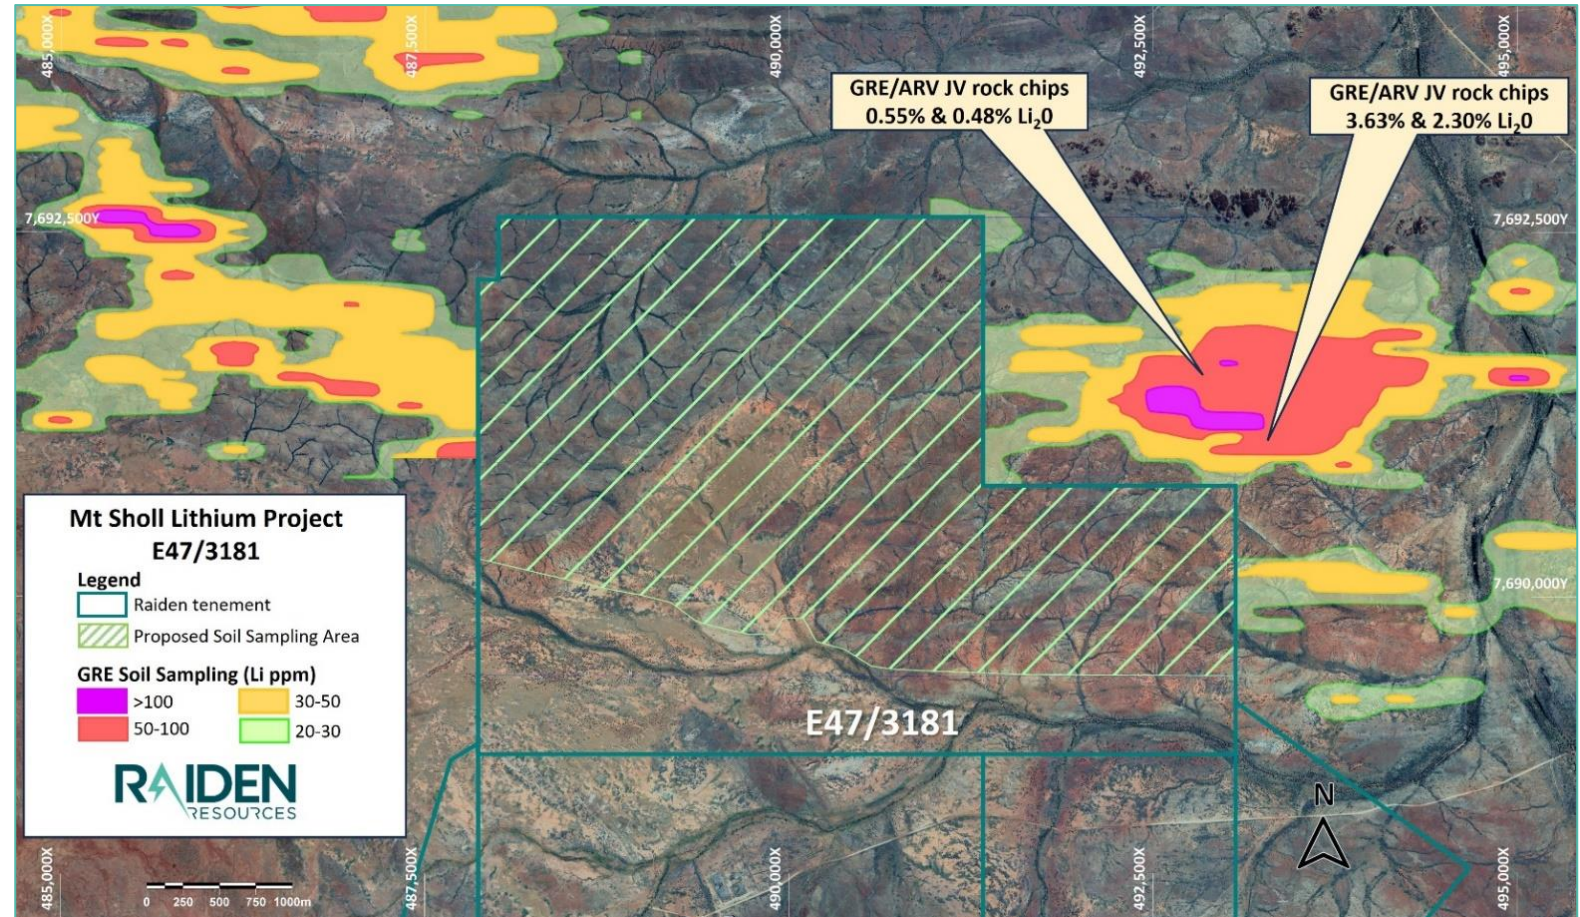 485,000X
487,500X
490,000X
492,500X
495,000X
GRE/ARV JV rock chips
0.55% & 0.48% Li₂0
GRE/ARV JV rock chips
3.63% & 2.30% Li₂0
7,692,500Y
7,692,500Y
Mt Sholl Lithium Project
E47/3181
Legend
Raiden tenement
Proposed Soil Sampling Area
GRE Soil Sampling (Li ppm)
>100
30-50
50-100
20-30
RAIDEN
RESOURCES
7,690,000Y
E47/3181
N
0 250 500 750 1000m
485,000X
487,500X
490,000X
492,500X
495,000X